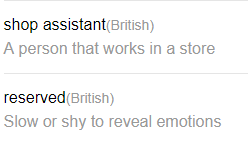 shop assistant(British)
A person that works in a store
reserved(British)
Slow or shy to reveal emotions